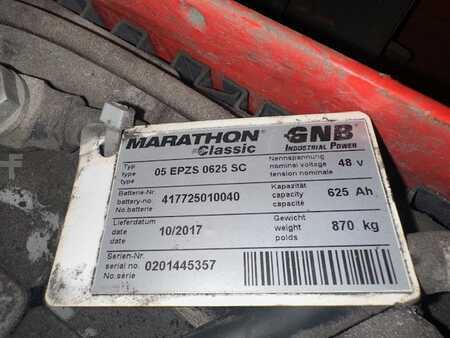 MARATHON Classic
GNB INDUSTRIAL POWER
Typ
type
type
05 EPZS 0625 SC
Nennspannung
nominal voltage
tension nominale
48 V
Batterie-Nr.
battery-no
No.batterie
417725010040
Kapazität
capacity
capacité
625 Ah
Lieferdatum
date
date
10/2017
Gewicht
weight
poids
870 kg
Serien-Nr.
serial no
No.série
0201445357